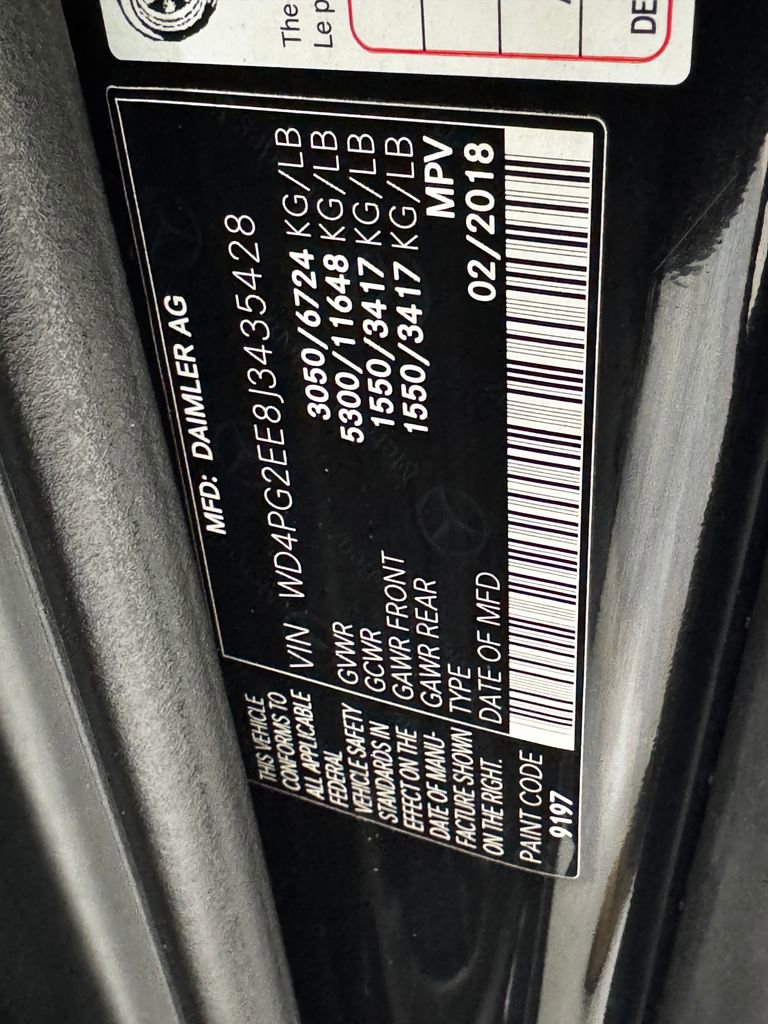 The
Le p
DE
MFD: DAIMLER AG
VIN WD4PG2EE8J3435428
GVWR 3050/6724 KG/LB
GCWR 5300/11648 KG/LB
GAWR FRONT 1550/3417 KG/LB
GAWR REAR 1550/3417 KG/LB
TYPE MPV
DATE OF MFD 02/2018
THIS VEHICLE
CONFORMS TO
ALL APPLICABLE
FEDERAL
VEHICLE SAFETY
STANDARDS IN
EFFECT ON THE
DATE OF MANU-
FACTURE SHOWN
ON THE RIGHT.
PAINT CODE
9197